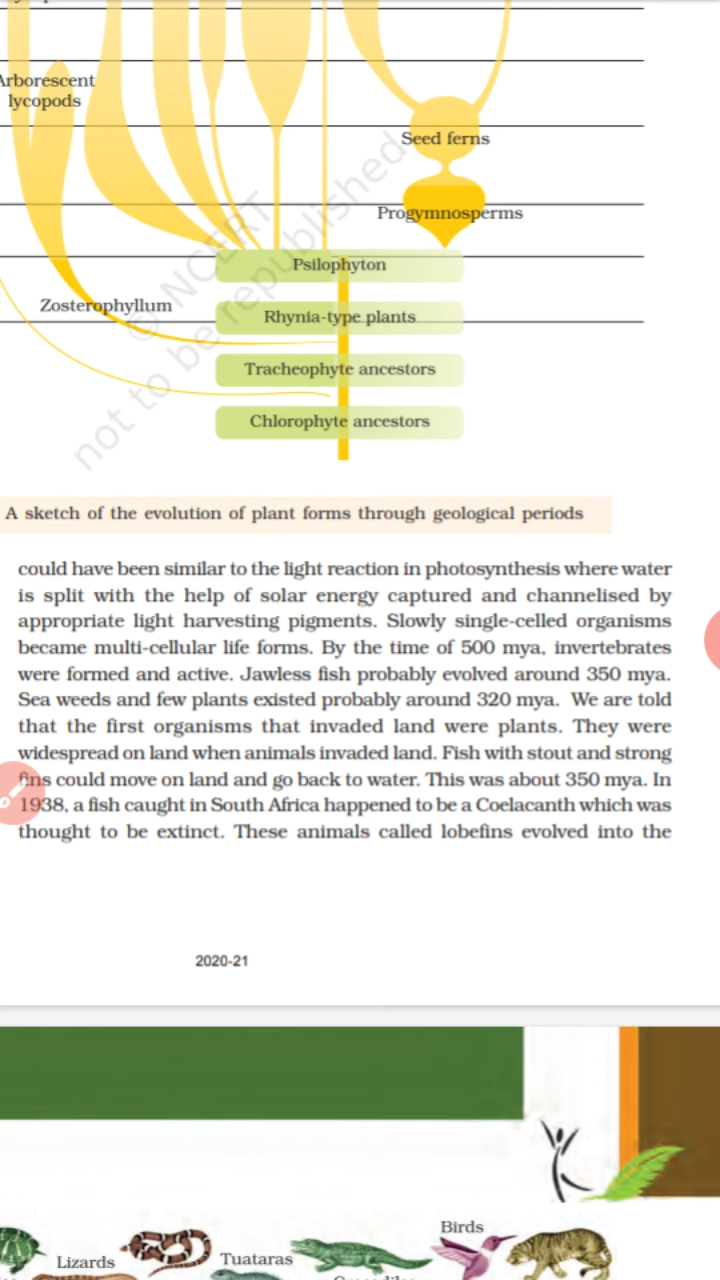 Arborescent
lycopods
Seed ferns
Progymnosperms
Psilophyton
Zosterophyllum
Rhynia-type plants
Tracheophyte ancestors
Chlorophyte ancestors
© NCERT
not to be republished
A sketch of the evolution of plant forms through geological periods
could have been similar to the light reaction in photosynthesis where water
is split with the help of solar energy captured and channelised by
appropriate light harvesting pigments. Slowly single-celled organisms
became multi-cellular life forms. By the time of 500 mya, invertebrates
were formed and active. Jawless fish probably evolved around 350 mya.
Sea weeds and few plants existed probably around 320 mya. We are told
that the first organisms that invaded land were plants. They were
widespread on land when animals invaded land. Fish with stout and strong
fins could move on land and go back to water. This was about 350 mya. In
1938, a fish caught in South Africa happened to be a Coelacanth which was
thought to be extinct. These animals called lobefins evolved into the
2020-21
Birds
Lizards
Tuataras